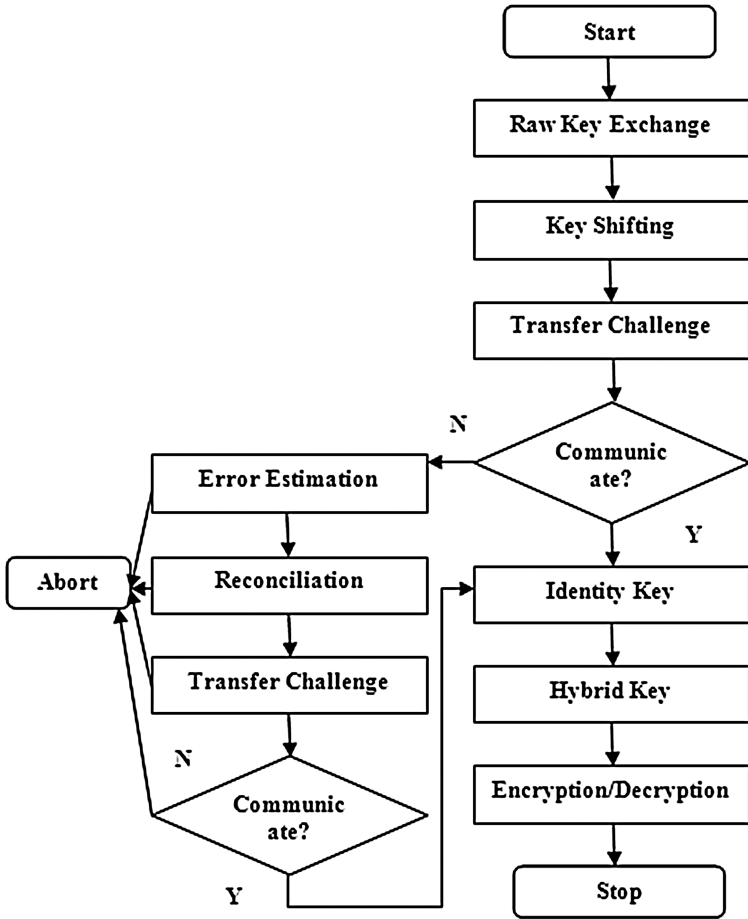 Start
Raw Key Exchange
Key Shifting
Transfer Challenge
Communic
ate?
N
Y
Error Estimation
Reconciliation
Abort
Transfer Challenge
Communic
ate?
N
Y
Identity Key
Hybrid Key
Encryption/Decryption
Stop